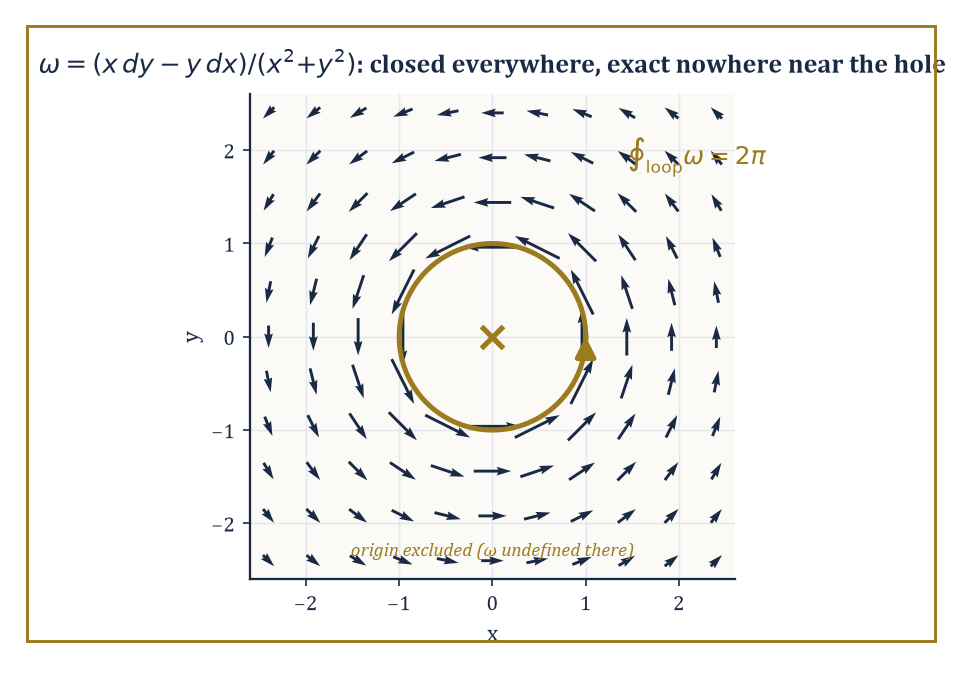 ω = (x dy − y dx)/(x²+y²): closed everywhere, exact nowhere near the hole
∮loop ω = 2π
2
1
0
−1
−2
y
origin excluded (ω undefined there)
−2 −1 0 1 2
x